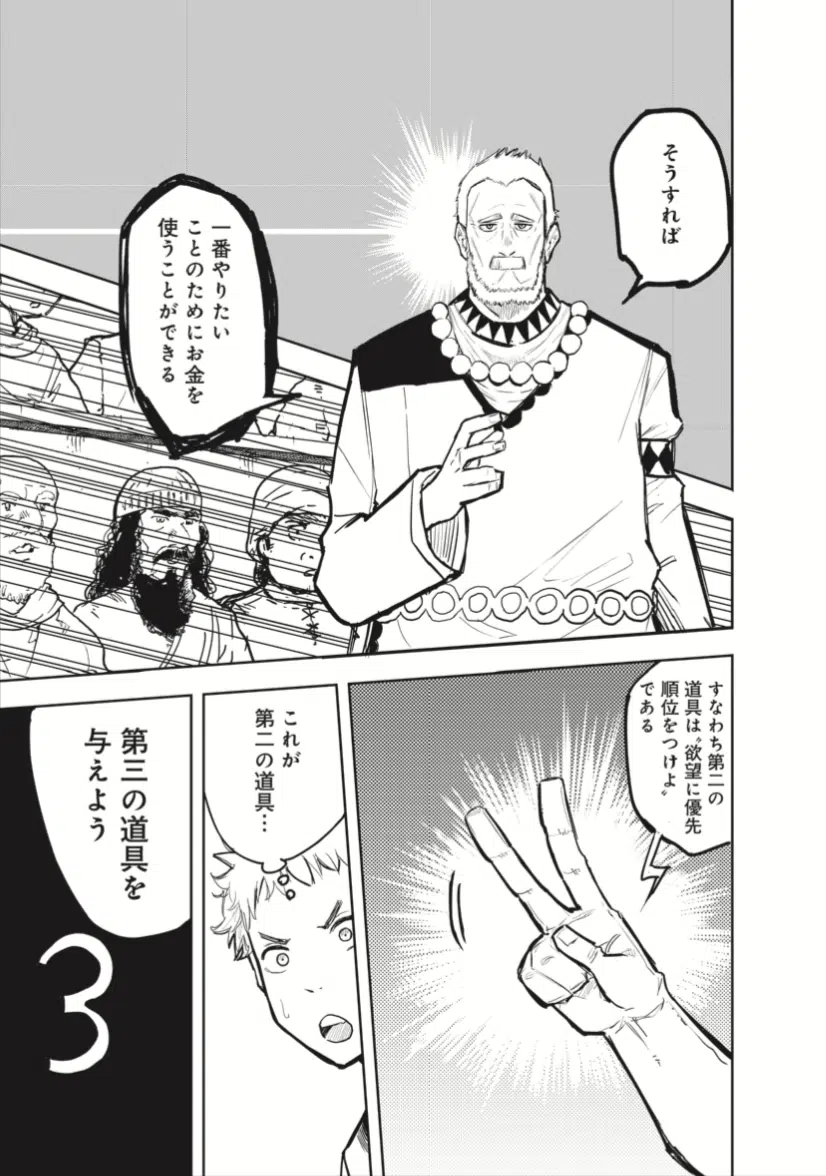 そうすれば
一番やりたい
ことのためにお金を
使うことができる
すなわち第二の
道具は〝欲望に優先
順位をつけよ〟
である
これが
第二の道具…
第三の道具を
与えよう
3